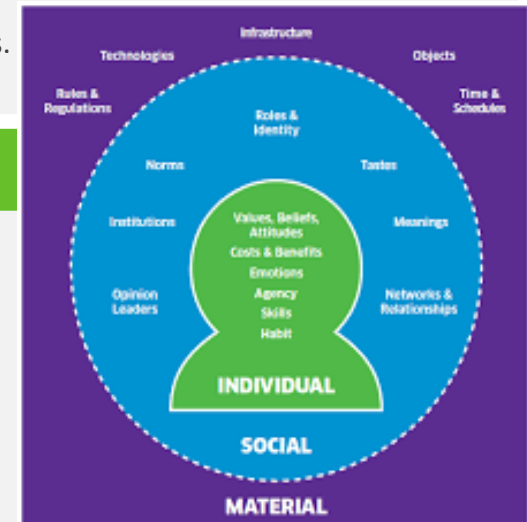 s.
Infrastructure
Technologies
Objects
Rules &
Regulations
Time &
Schedules
Roles &
Identity
Norms
Tastes
Institutions
Values, Beliefs,
Attitudes
Meanings
Costs & Benefits
Emotions
Opinion
Leaders
Agency
Networks &
Relationships
Skills
Habit
INDIVIDUAL
SOCIAL
MATERIAL